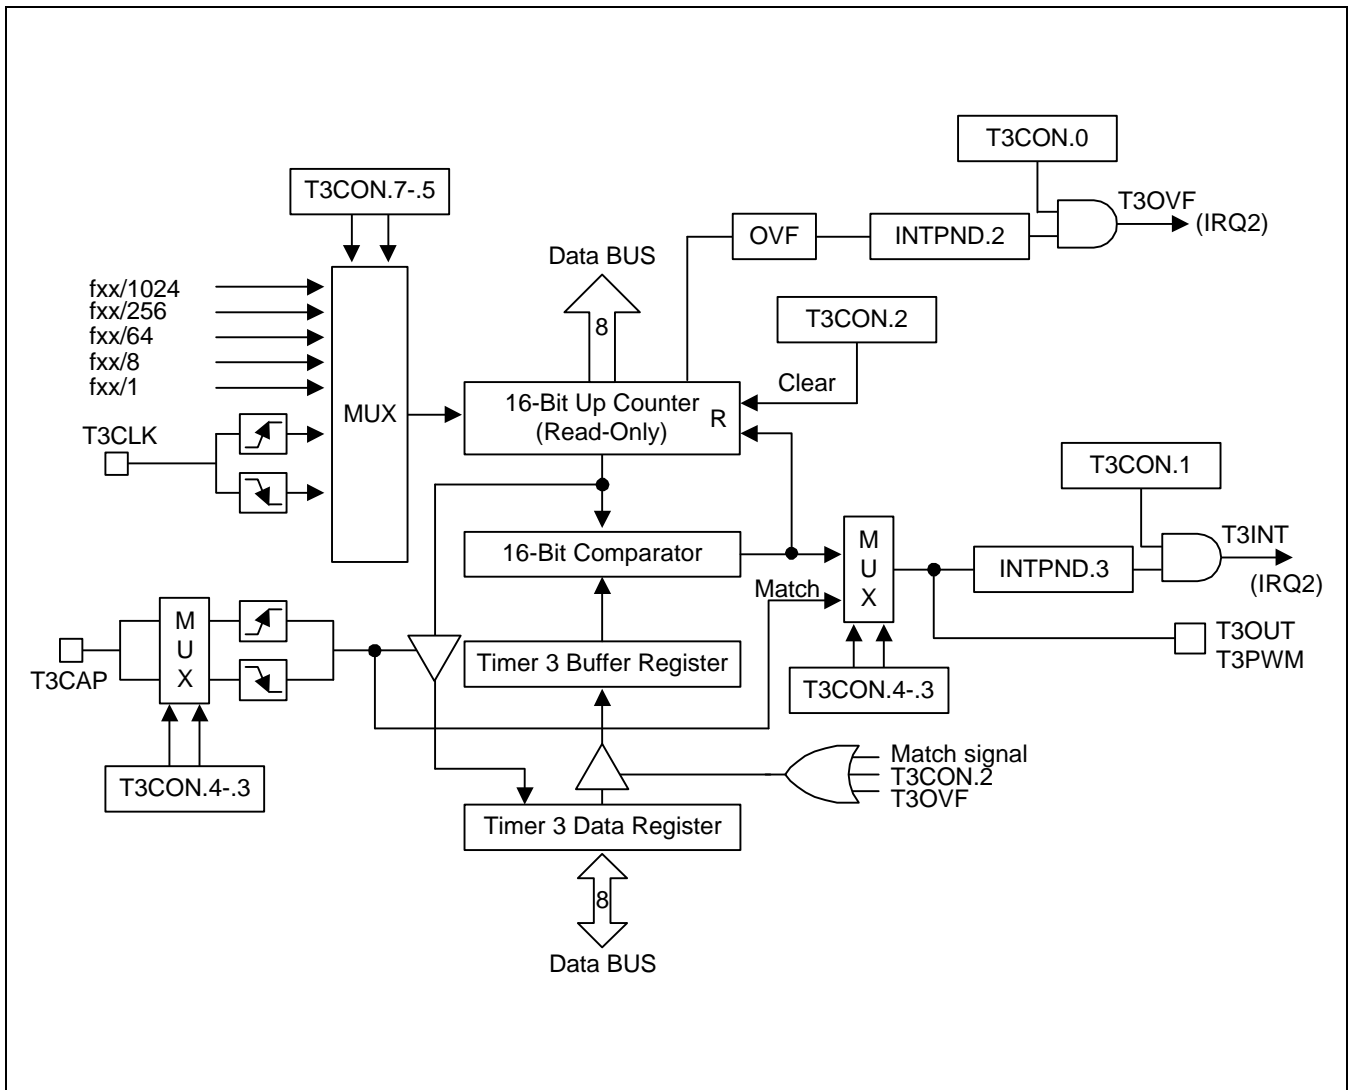 T3CON.0
T3CON.7-.5
T3OVF
(IRQ2)
OVF
INTPND.2
Data BUS
8
fxx/1024
fxx/256
fxx/64
fxx/8
fxx/1
T3CON.2
Clear
MUX
16-Bit Up Counter
(Read-Only)
R
T3CLK
T3CON.1
16-Bit Comparator
M
U
X
T3INT
(IRQ2)
INTPND.3
Match
M
U
X
T3CAP
Timer 3 Buffer Register
T3OUT
T3PWM
T3CON.4-.3
T3CON.4-.3
Match signal
T3CON.2
T3OVF
Timer 3 Data Register
8
Data BUS